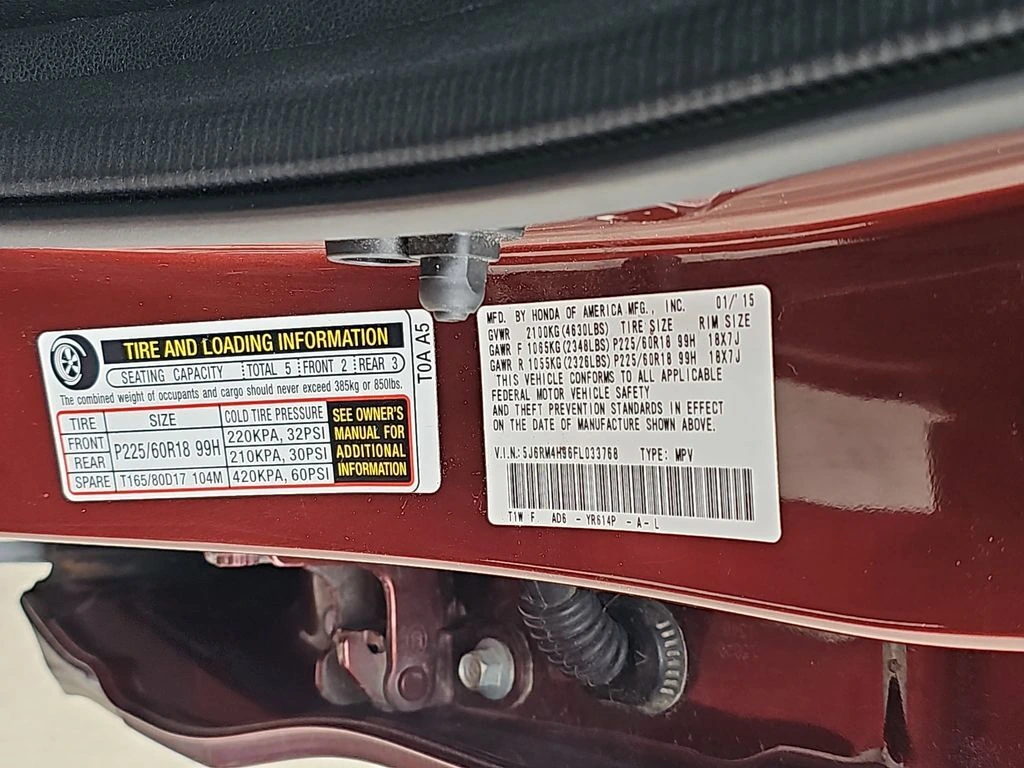 TIRE AND LOADING INFORMATION
SEATING CAPACITY TOTAL 5 FRONT 2 REAR 3
The combined weight of occupants and cargo should never exceed 385kg or 850lbs.
TIRE SIZE COLD TIRE PRESSURE
FRONT P225/60R18 99H 220KPA, 32PSI
REAR 210KPA, 30PSI
SPARE T165/80D17 104M 420KPA, 60PSI
SEE OWNER'S
MANUAL FOR
ADDITIONAL
INFORMATION
T0A A5
MFD. BY HONDA OF AMERICA MFG., INC. 01/'15
GVWR 2100KG(4630LBS) TIRE SIZE RIM SIZE
GAWR F 1065KG(2348LBS)P225/60R18 99H 18X7J
GAWR R 1055KG(2326LBS)P225/60R18 99H 18X7J
THIS VEHICLE CONFORMS TO ALL APPLICABLE
FEDERAL MOTOR VEHICLE SAFETY
AND THEFT PREVENTION STANDARDS IN EFFECT
ON THE DATE OF MANUFACTURE SHOWN ABOVE.
V.I.N.: TYPE: MPV
T1W F AD6 - YR614P - A - L